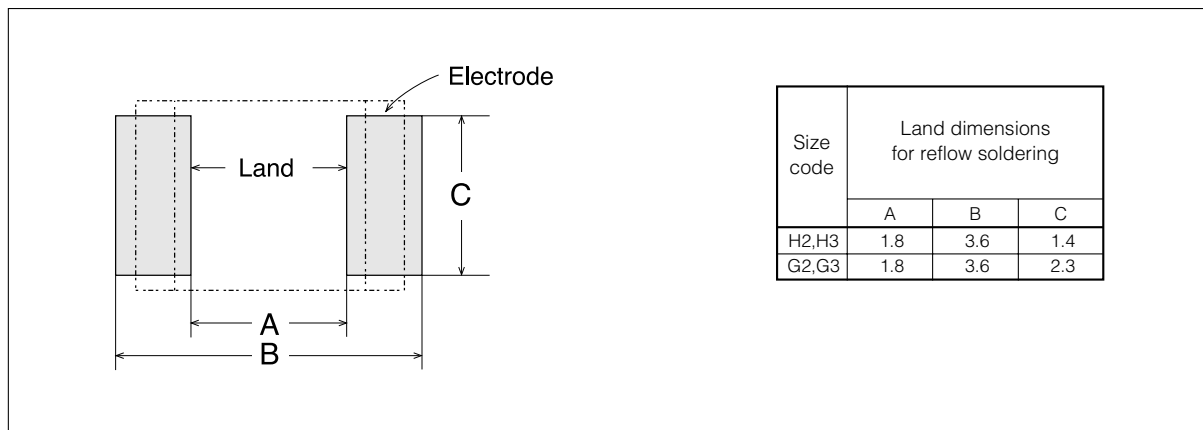 Electrode
Land
C
A
B
Size code
Land dimensions
for reflow soldering
A B C
H2,H3 1.8 3.6 1.4
G2,G3 1.8 3.6 2.3